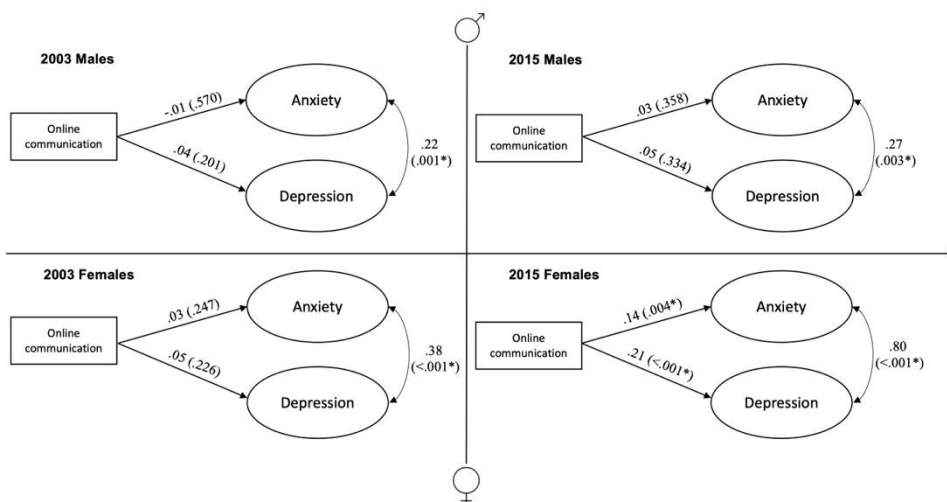 2003 Males
Online
communication
-.01 (.570)
.04 (.201)
Anxiety
Depression
.22
(.001*)
2015 Males
Online
communication
.03 (.358)
.05 (.334)
Anxiety
Depression
.27
(.003*)
2003 Females
Online
communication
.03 (.247)
.05 (.226)
Anxiety
Depression
.38
(<.001*)
2015 Females
Online
communication
.14 (.004*)
.21 (<.001*)
Anxiety
Depression
.80
(<.001*)